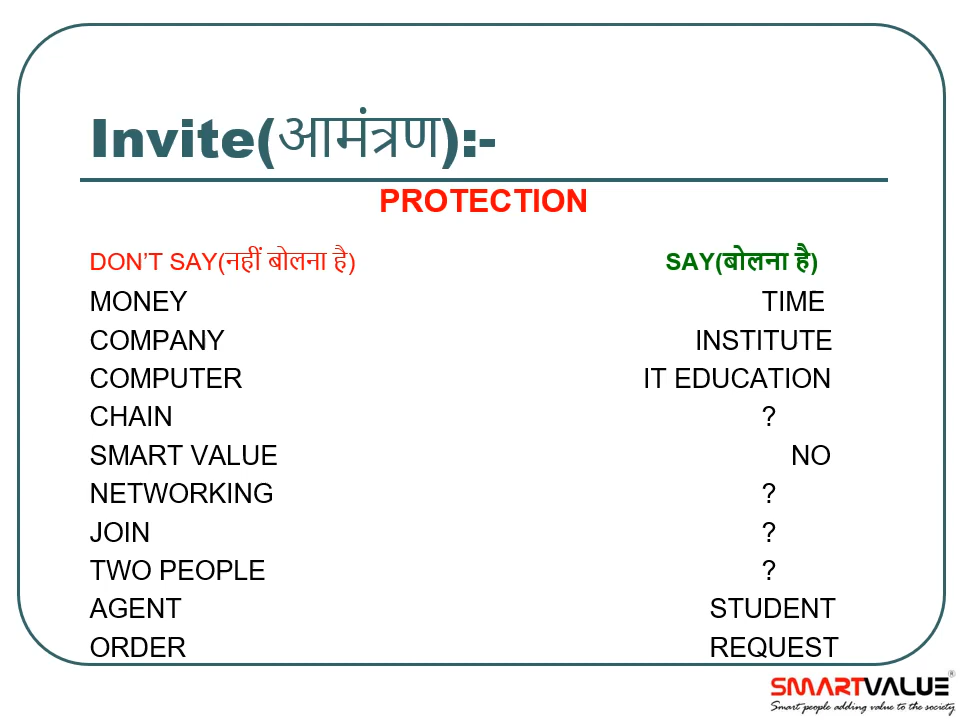 Invite(आमंत्रण):-
PROTECTION
DON'T SAY(नहीं बोलना है) SAY(बोलना है)
MONEY TIME
COMPANY INSTITUTE
COMPUTER IT EDUCATION
CHAIN ?
SMART VALUE NO
NETWORKING ?
JOIN ?
TWO PEOPLE ?
AGENT STUDENT
ORDER REQUEST
SMARTVALUE®
Smart people adding value to the society